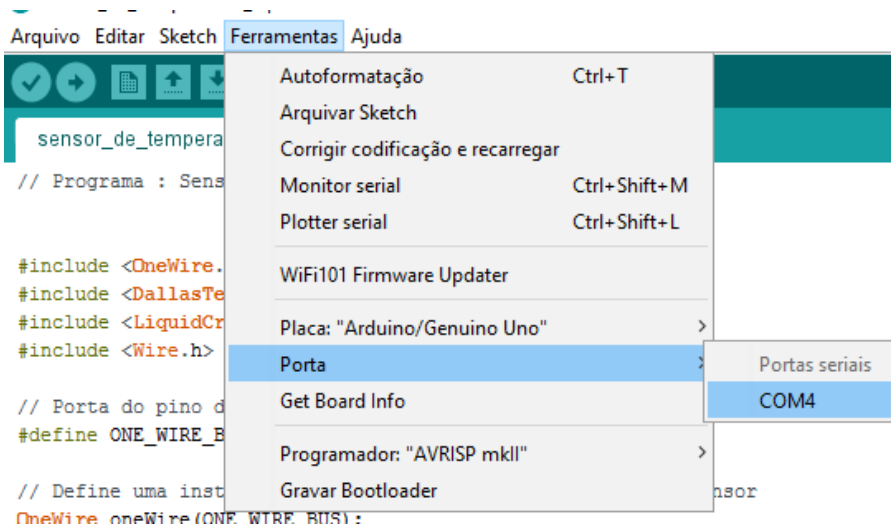 Arquivo Editar Sketch Ferramentas Ajuda
Autoformatação Ctrl+T
Arquivar Sketch
sensor_de_tempera
Corrigir codificação e recarregar
// Programa : Sens
Monitor serial Ctrl+Shift+M
Plotter serial Ctrl+Shift+L
#include <OneWire.
WiFi101 Firmware Updater
#include <DallasTe
#include <LiquidCr
Placa: "Arduino/Genuino Uno"
#include <Wire.h>
Porta
Portas seriais
COM4
// Porta do pino d
Get Board Info
#define ONE_WIRE_B
Programador: "AVRISP mkII"
// Define uma inst
Gravar Bootloader
nsor
OneWire oneWire(ONE_WIRE_BUS);